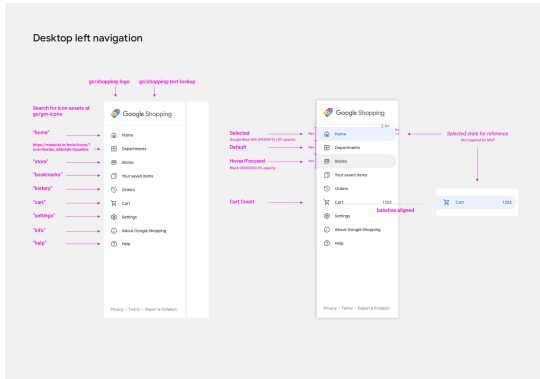 Desktop left navigation
go/shopping-logo
go/shopping-text-lockup
Search for icon assets at
go/gm-icons
"home"
"bookmarks"
"store"
"history"
"cart"
"settings"
"info"
"help"
Google Shopping
Home
Departments
Stores
Your saved items
Orders
Cart
Settings
About Google Shopping
Help
Privacy • Terms • Report a Violation
Selected
Default
Hover/Focused
Cart Count
Google Shopping
Home
Departments
Stores
Your saved items
Orders
Cart 1223
Settings
About Google Shopping
Help
Privacy • Terms • Report a Violation
baseline aligned
Selected state for reference
Cart 1223